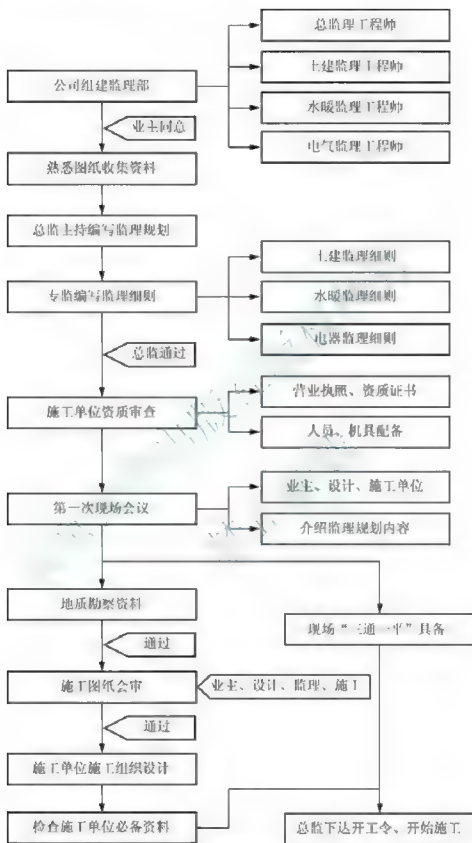 总监理工程师
土建监理工程师
公司组建监理部
水暖监理工程师
业主同意
电气监理工程师
熟悉图纸收集资料
总监主持编写监理规划
土建监理细则
专监编写监理细则
水暖监理细则
电器监理细则
总监通过
营业执照、资质证书
施工单位资质审查
人员、机具配备
业主、设计、施工单位
第一次现场会议
介绍监理规划内容
地质勘察资料
现场“三通一平”具备
通过
施工图纸会审
业主、设计、监理、施工
通过
施工单位施工组织设计
检查施工单位必备资料
总监下达开工令、开始施工